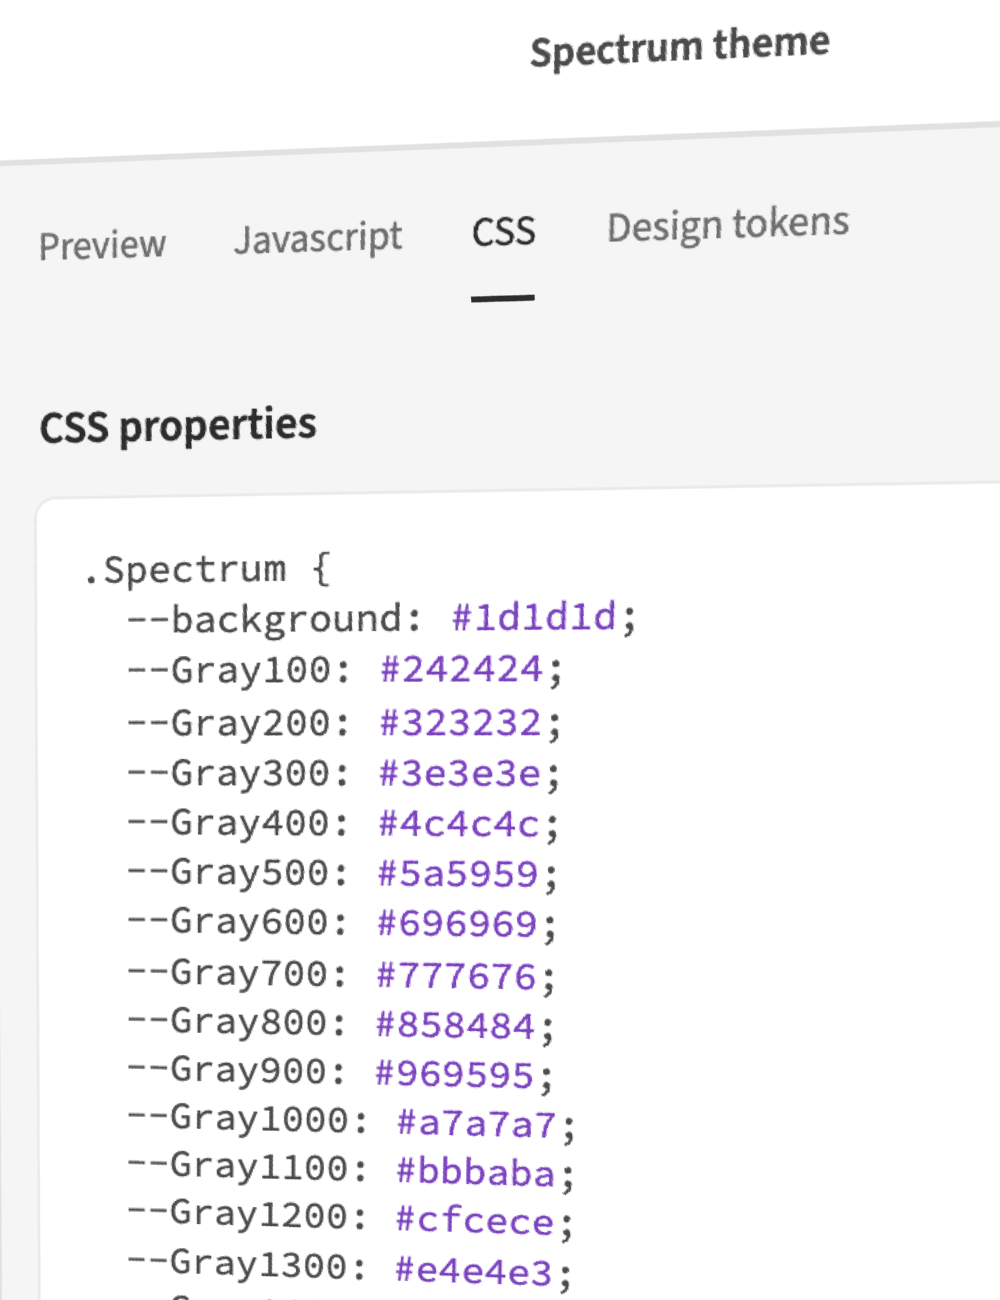 Spectrum theme
Preview Javascript CSS Design tokens
CSS properties
.Spectrum {
--background: #1d1d1d;
--Gray100: #242424;
--Gray200: #323232;
--Gray300: #3e3e3e;
--Gray400: #4c4c4c;
--Gray500: #5a5959;
--Gray600: #696969;
--Gray700: #777676;
--Gray800: #858484;
--Gray900: #969595;
--Gray1000: #a7a7a7;
--Gray1100: #bbbaba;
--Gray1200: #cfcece;
--Gray1300: #e4e4e3;